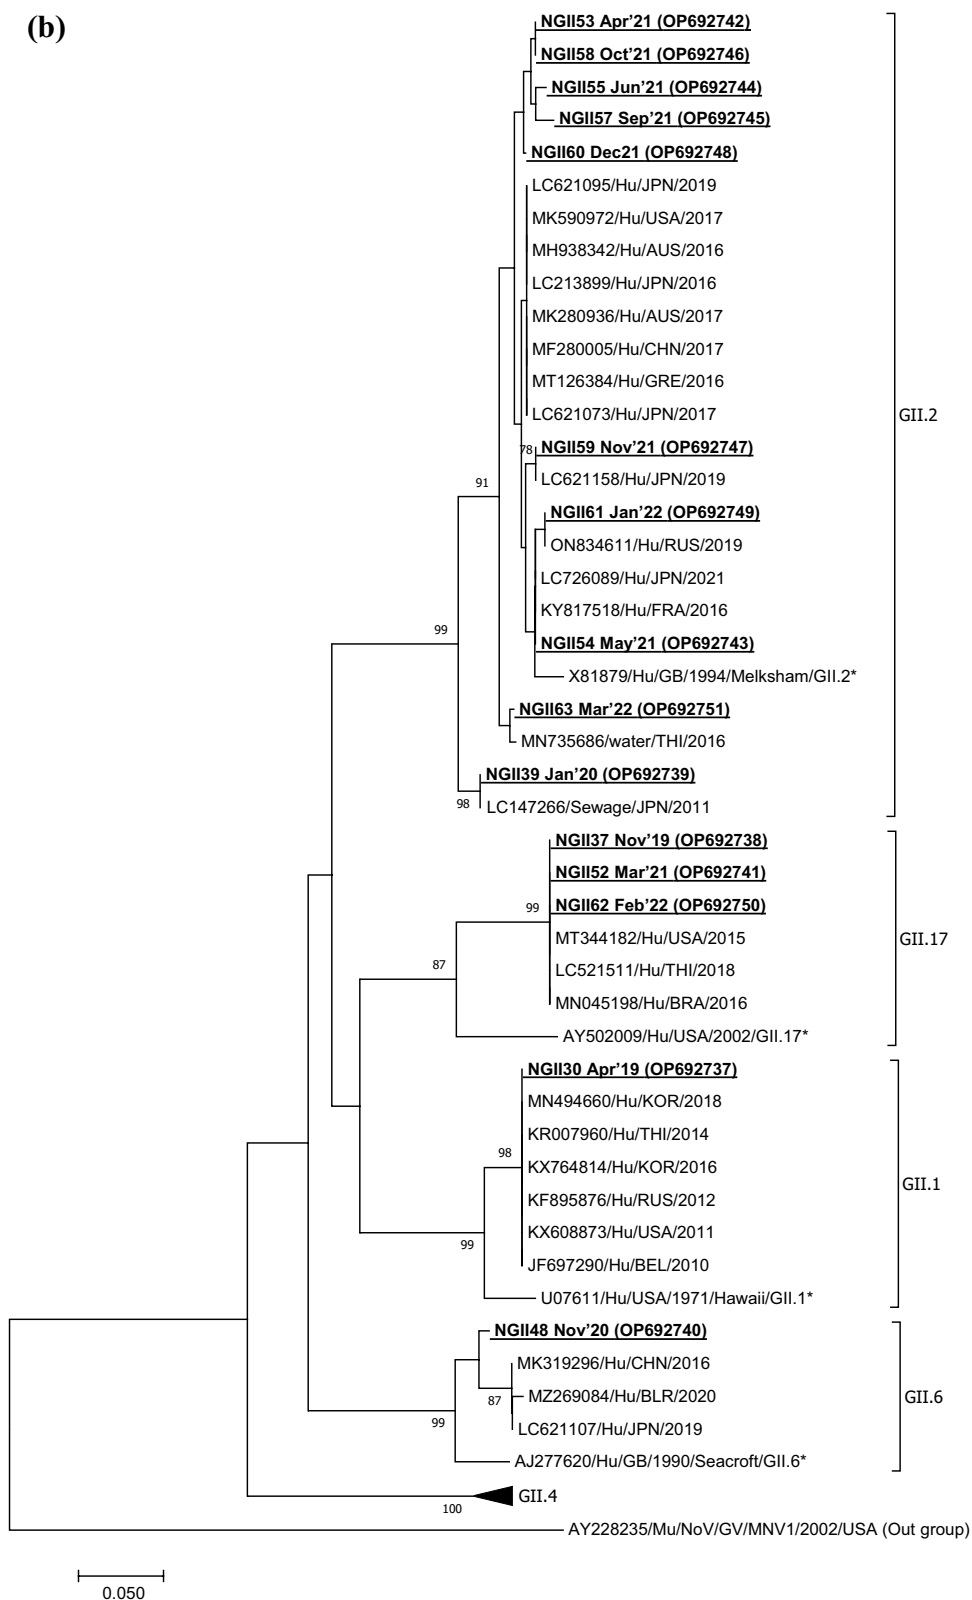 (b)
NGII53 Apr’21 (OP692742)
NGII58 Oct’21 (OP692746)
NGII55 Jun’21 (OP692744)
NGII57 Sep’21 (OP692745)
NGII60 Dec21 (OP692748)
LC621095/Hu/JPN/2019
MK590972/Hu/USA/2017
MH938342/Hu/AUS/2016
LC213899/Hu/JPN/2016
MK280936/Hu/AUS/2017
MF280005/Hu/CHN/2017
MT126384/Hu/GRE/2016
LC621073/Hu/JPN/2017
GII.2
78
NGII59 Nov’21 (OP692747)
LC621158/Hu/JPN/2019
91
NGII61 Jan’22 (OP692749)
ON834611/Hu/RUS/2019
LC726089/Hu/JPN/2021
KY817518/Hu/FRA/2016
99
NGII54 May’21 (OP692743)
X81879/Hu/GB/1994/Melksham/GII.2*
NGII63 Mar’22 (OP692751)
MN735686/water/THI/2016
NGII39 Jan’20 (OP692739)
98
LC147266/Sewage/JPN/2011
NGII37 Nov’19 (OP692738)
NGII52 Mar’21 (OP692741)
99
NGII62 Feb’22 (OP692750)
MT344182/Hu/USA/2015
GII.17
87
LC521511/Hu/THI/2018
MN045198/Hu/BRA/2016
AY502009/Hu/USA/2002/GII.17*
NGII30 Apr’19 (OP692737)
MN494660/Hu/KOR/2018
KR007960/Hu/THI/2014
98
KX764814/Hu/KOR/2016
GII.1
KF895876/Hu/RUS/2012
KX608873/Hu/USA/2011
99
JF697290/Hu/BEL/2010
U07611/Hu/USA/1971/Hawaii/GII.1*
NGII48 Nov’20 (OP692740)
MK319296/Hu/CHN/2016
87
MZ269084/Hu/BLR/2020
GII.6
99
LC621107/Hu/JPN/2019
AJ277620/Hu/GB/1990/Seacroft/GII.6*
100
GII.4
AY228235/Mu/NoV/GV/MNV1/2002/USA (Out group)
0.050